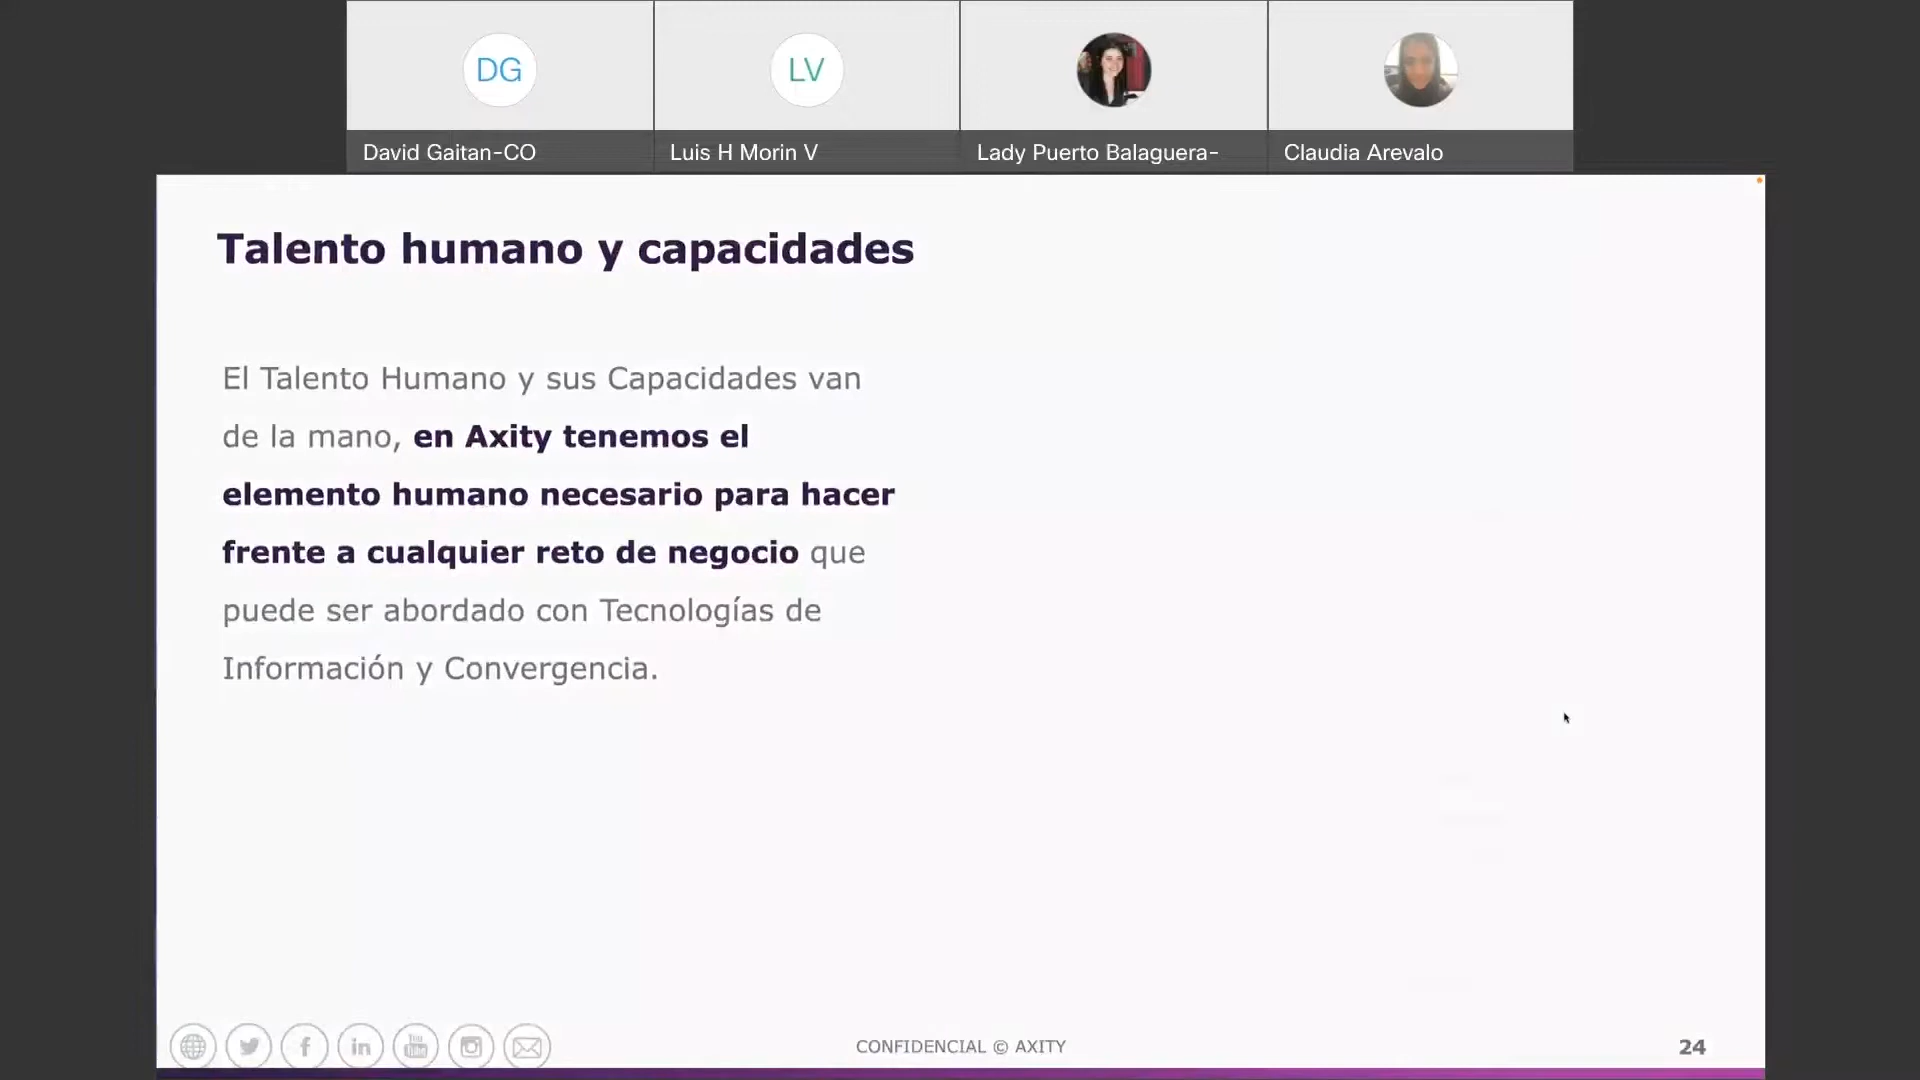 DG
LV
David Gaitan-CO
Luis H Morin V
Lady Puerto Balaguera-
Claudia Arevalo
Talento humano y capacidades
El Talento Humano y sus Capacidades van
de la mano, en Axity tenemos el
elemento humano necesario para hacer
frente a cualquier reto de negocio que
puede ser abordado con Tecnologías de
Información y Convergencia.
You Tube
CONFIDENCIAL © AXITY
24